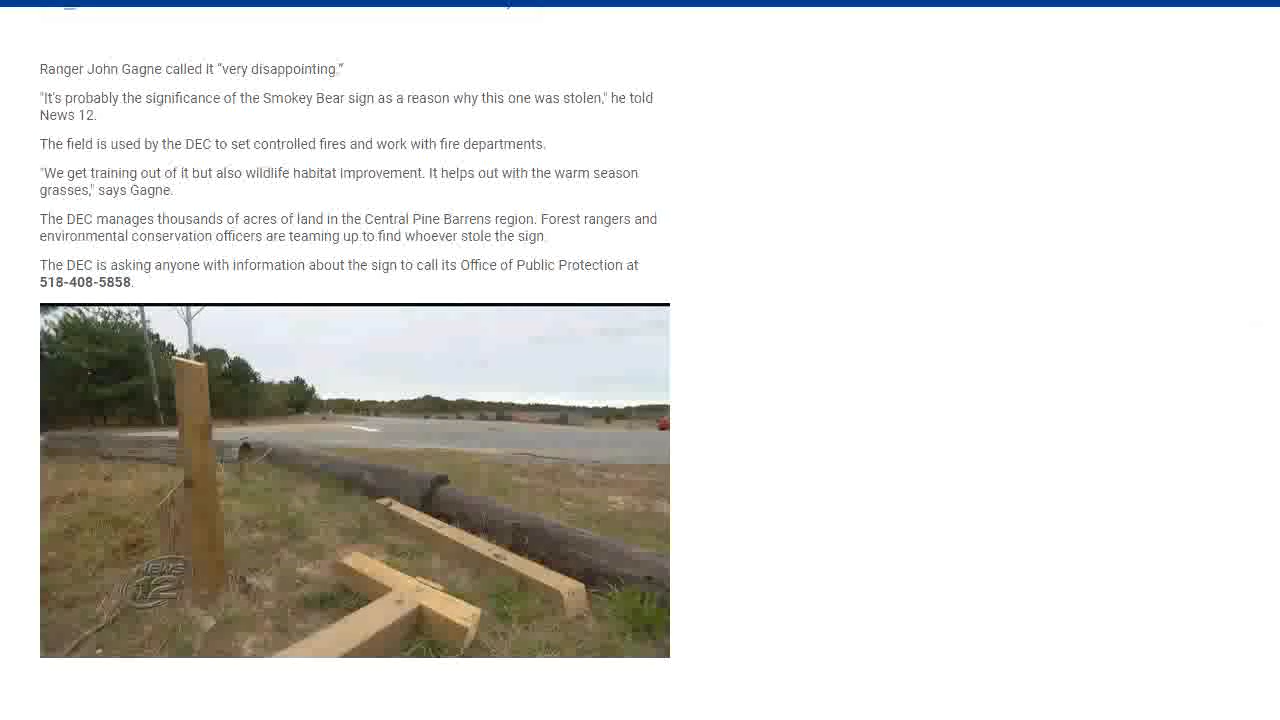 Ranger John Gagne called it “very disappointing.”
"It's probably the significance of the Smokey Bear sign as a reason why this one was stolen," he told
News 12.
The field is used by the DEC to set controlled fires and work with fire departments.
"We get training out of it but also wildlife habitat improvement. It helps out with the warm season
grasses," says Gagne.
The DEC manages thousands of acres of land in the Central Pine Barrens region. Forest rangers and
environmental conservation officers are teaming up to find whoever stole the sign.
The DEC is asking anyone with information about the sign to call its Office of Public Protection at
518-408-5858.
NEWS
12